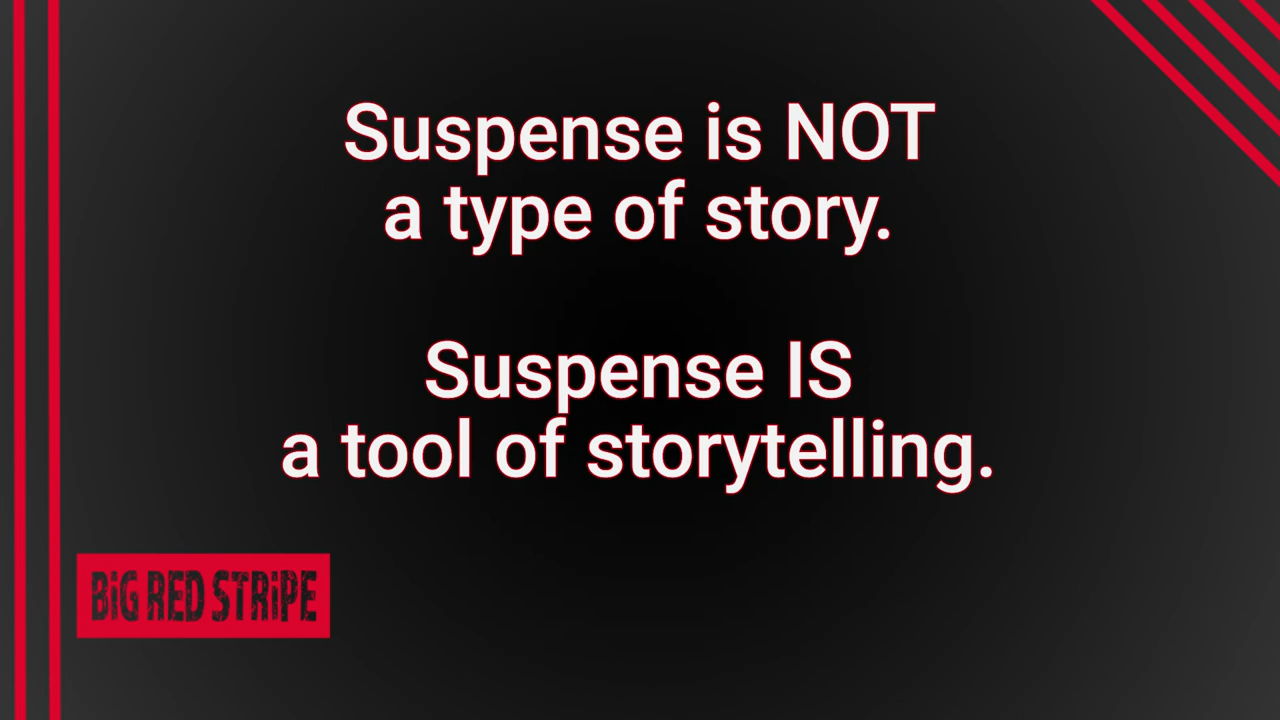 Suspense is NOT
a type of story.
Suspense IS
a tool of storytelling.
BiG RED STRiPE